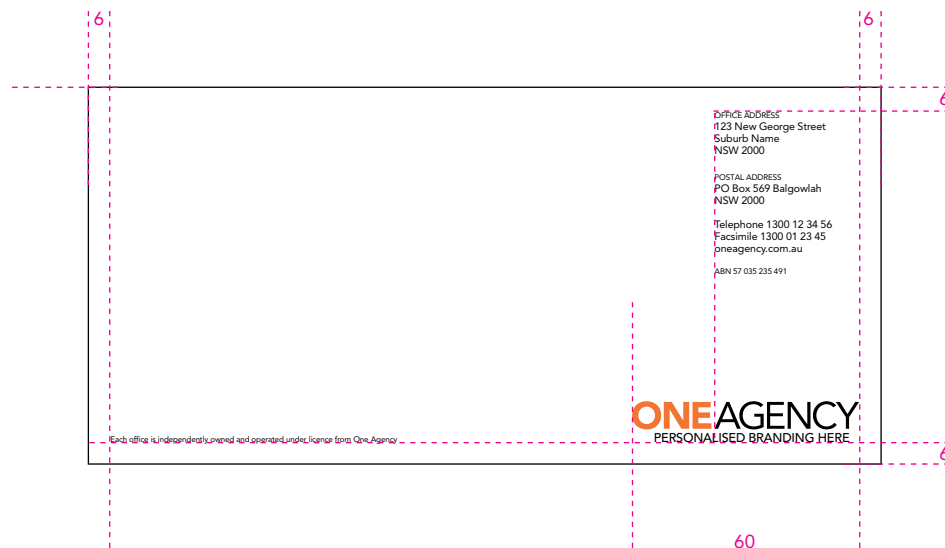 6
6
6
OFFICE ADDRESS
123 New George Street
Suburb Name
NSW 2000
POSTAL ADDRESS
PO Box 569 Balgowlah
NSW 2000
Telephone 1300 12 34 56
Facsimile 1300 01 23 45
oneagency.com.au
ABN 57 035 235 491
ONEAGENCY
PERSONALISED BRANDING HERE
Each office is independently owned and operated under licence from One Agency
6
60